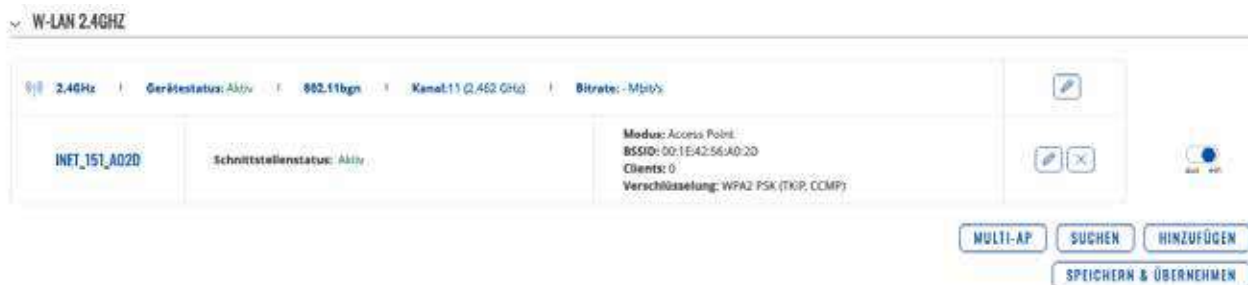 W-LAN 2.4GHZ
2.4GHz | Gerätestatus: Aktiv | 802.11bgn | Kanal:11 (2.462 GHz) | Bitrate: - Mbit/s
INET_151_A02D
Schnittstellenstatus: Aktiv
Modus: Access Point
BSSID: 00:1E:42:56:A0:2D
Clients: 0
Verschlüsselung: WPA2 PSK (TKIP, CCMP)
MULTI-AP SUCHEN HINZUFÜGEN
SPEICHERN & ÜBERNEHMEN